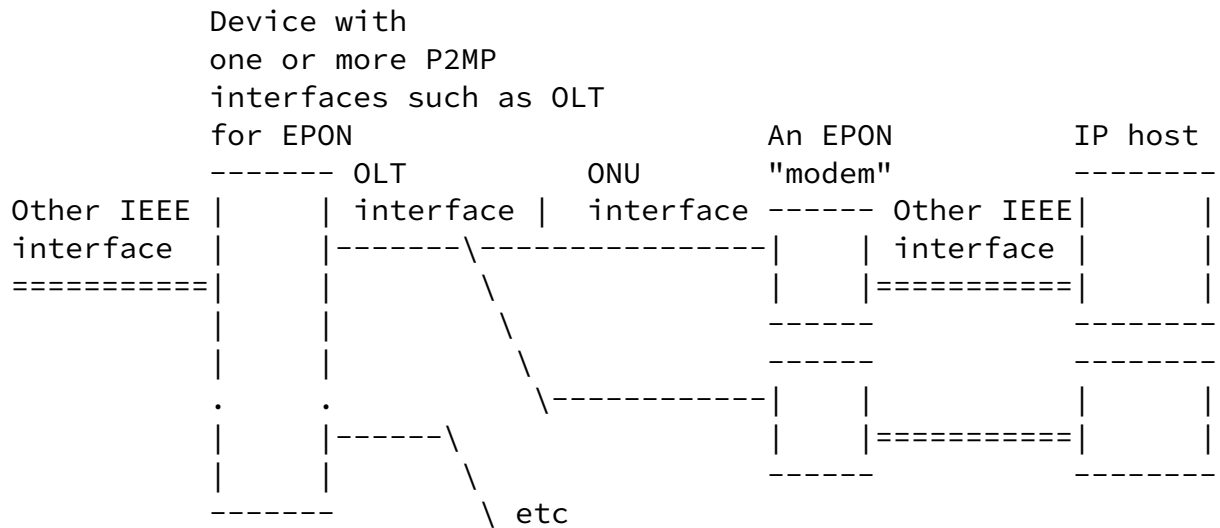 Device with
one or more P2MP
interfaces such as OLT
for EPON An EPON IP host
OLT ONU "modem"
Other IEEE interface | interface Other IEEE
interface interface
etc